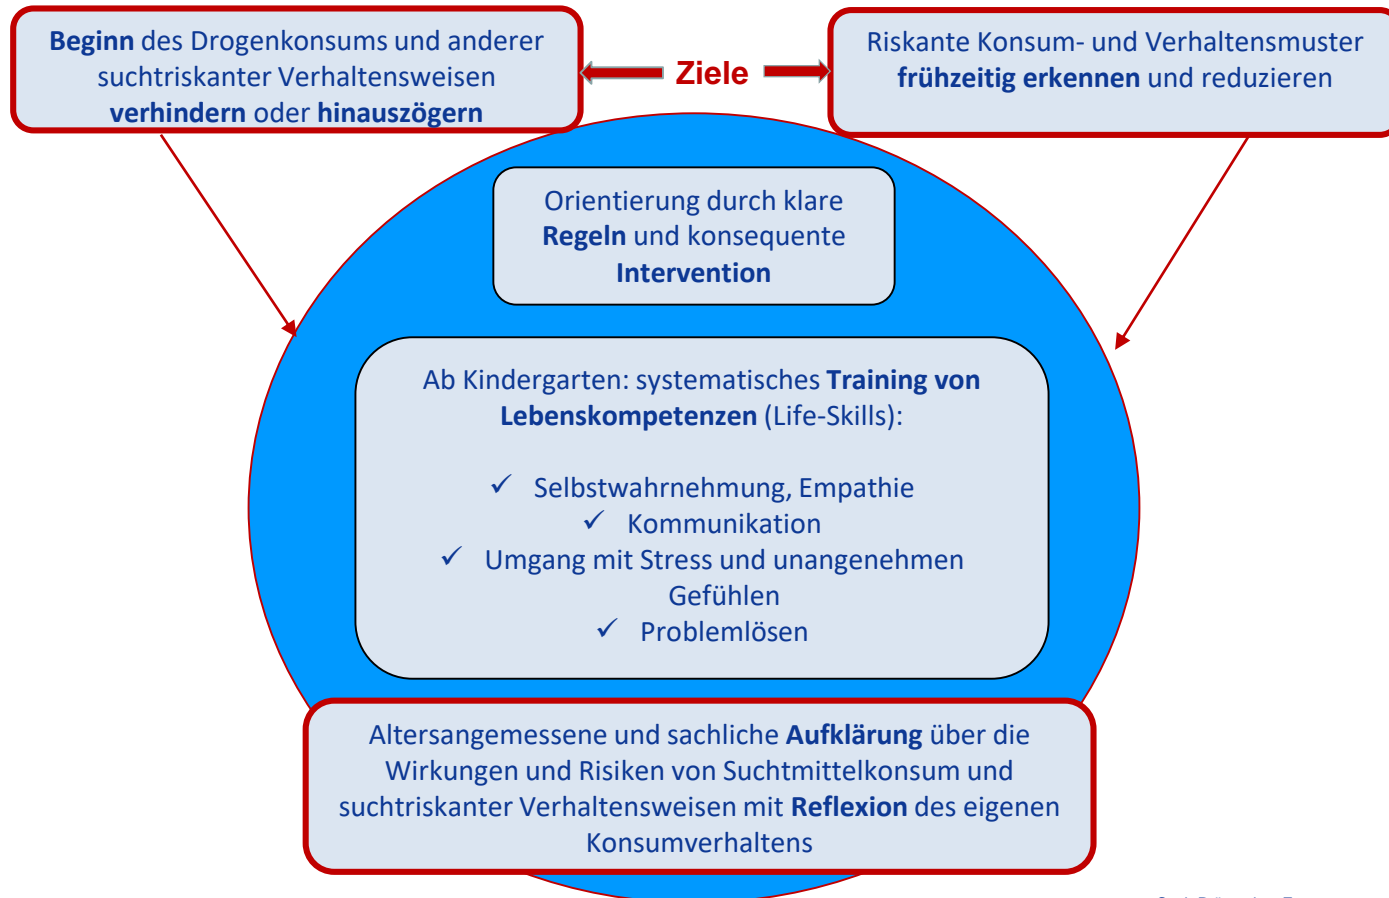 Beginn des Drogenkonsums und anderer
suchtriskanter Verhaltensweisen
verhindern oder hinauszögern
Ziele
Riskante Konsum- und Verhaltensmuster
frühzeitig erkennen und reduzieren
Orientierung durch klare
Regeln und konsequente
Intervention
Ab Kindergarten: systematisches Training von
Lebenskompetenzen (Life-Skills):
✓ Selbstwahrnehmung, Empathie
✓ Kommunikation
✓ Umgang mit Stress und unangenehmen
Gefühlen
✓ Problemlösen
Altersangemessene und sachliche Aufklärung über die
Wirkungen und Risiken von Suchtmittelkonsum und
suchtriskanter Verhaltensweisen mit Reflexion des eigenen
Konsumverhaltens